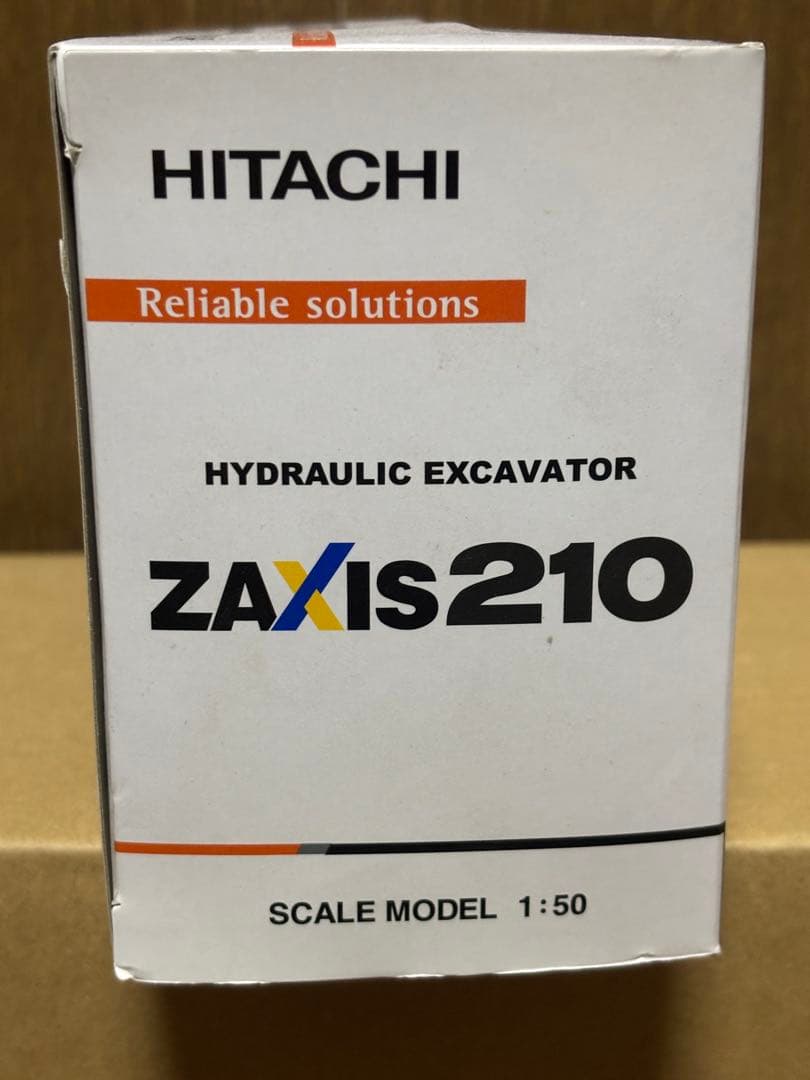 HITACHI
Reliable solutions
HYDRAULIC EXCAVATOR
ZAXIS210
SCALE MODEL 1:50